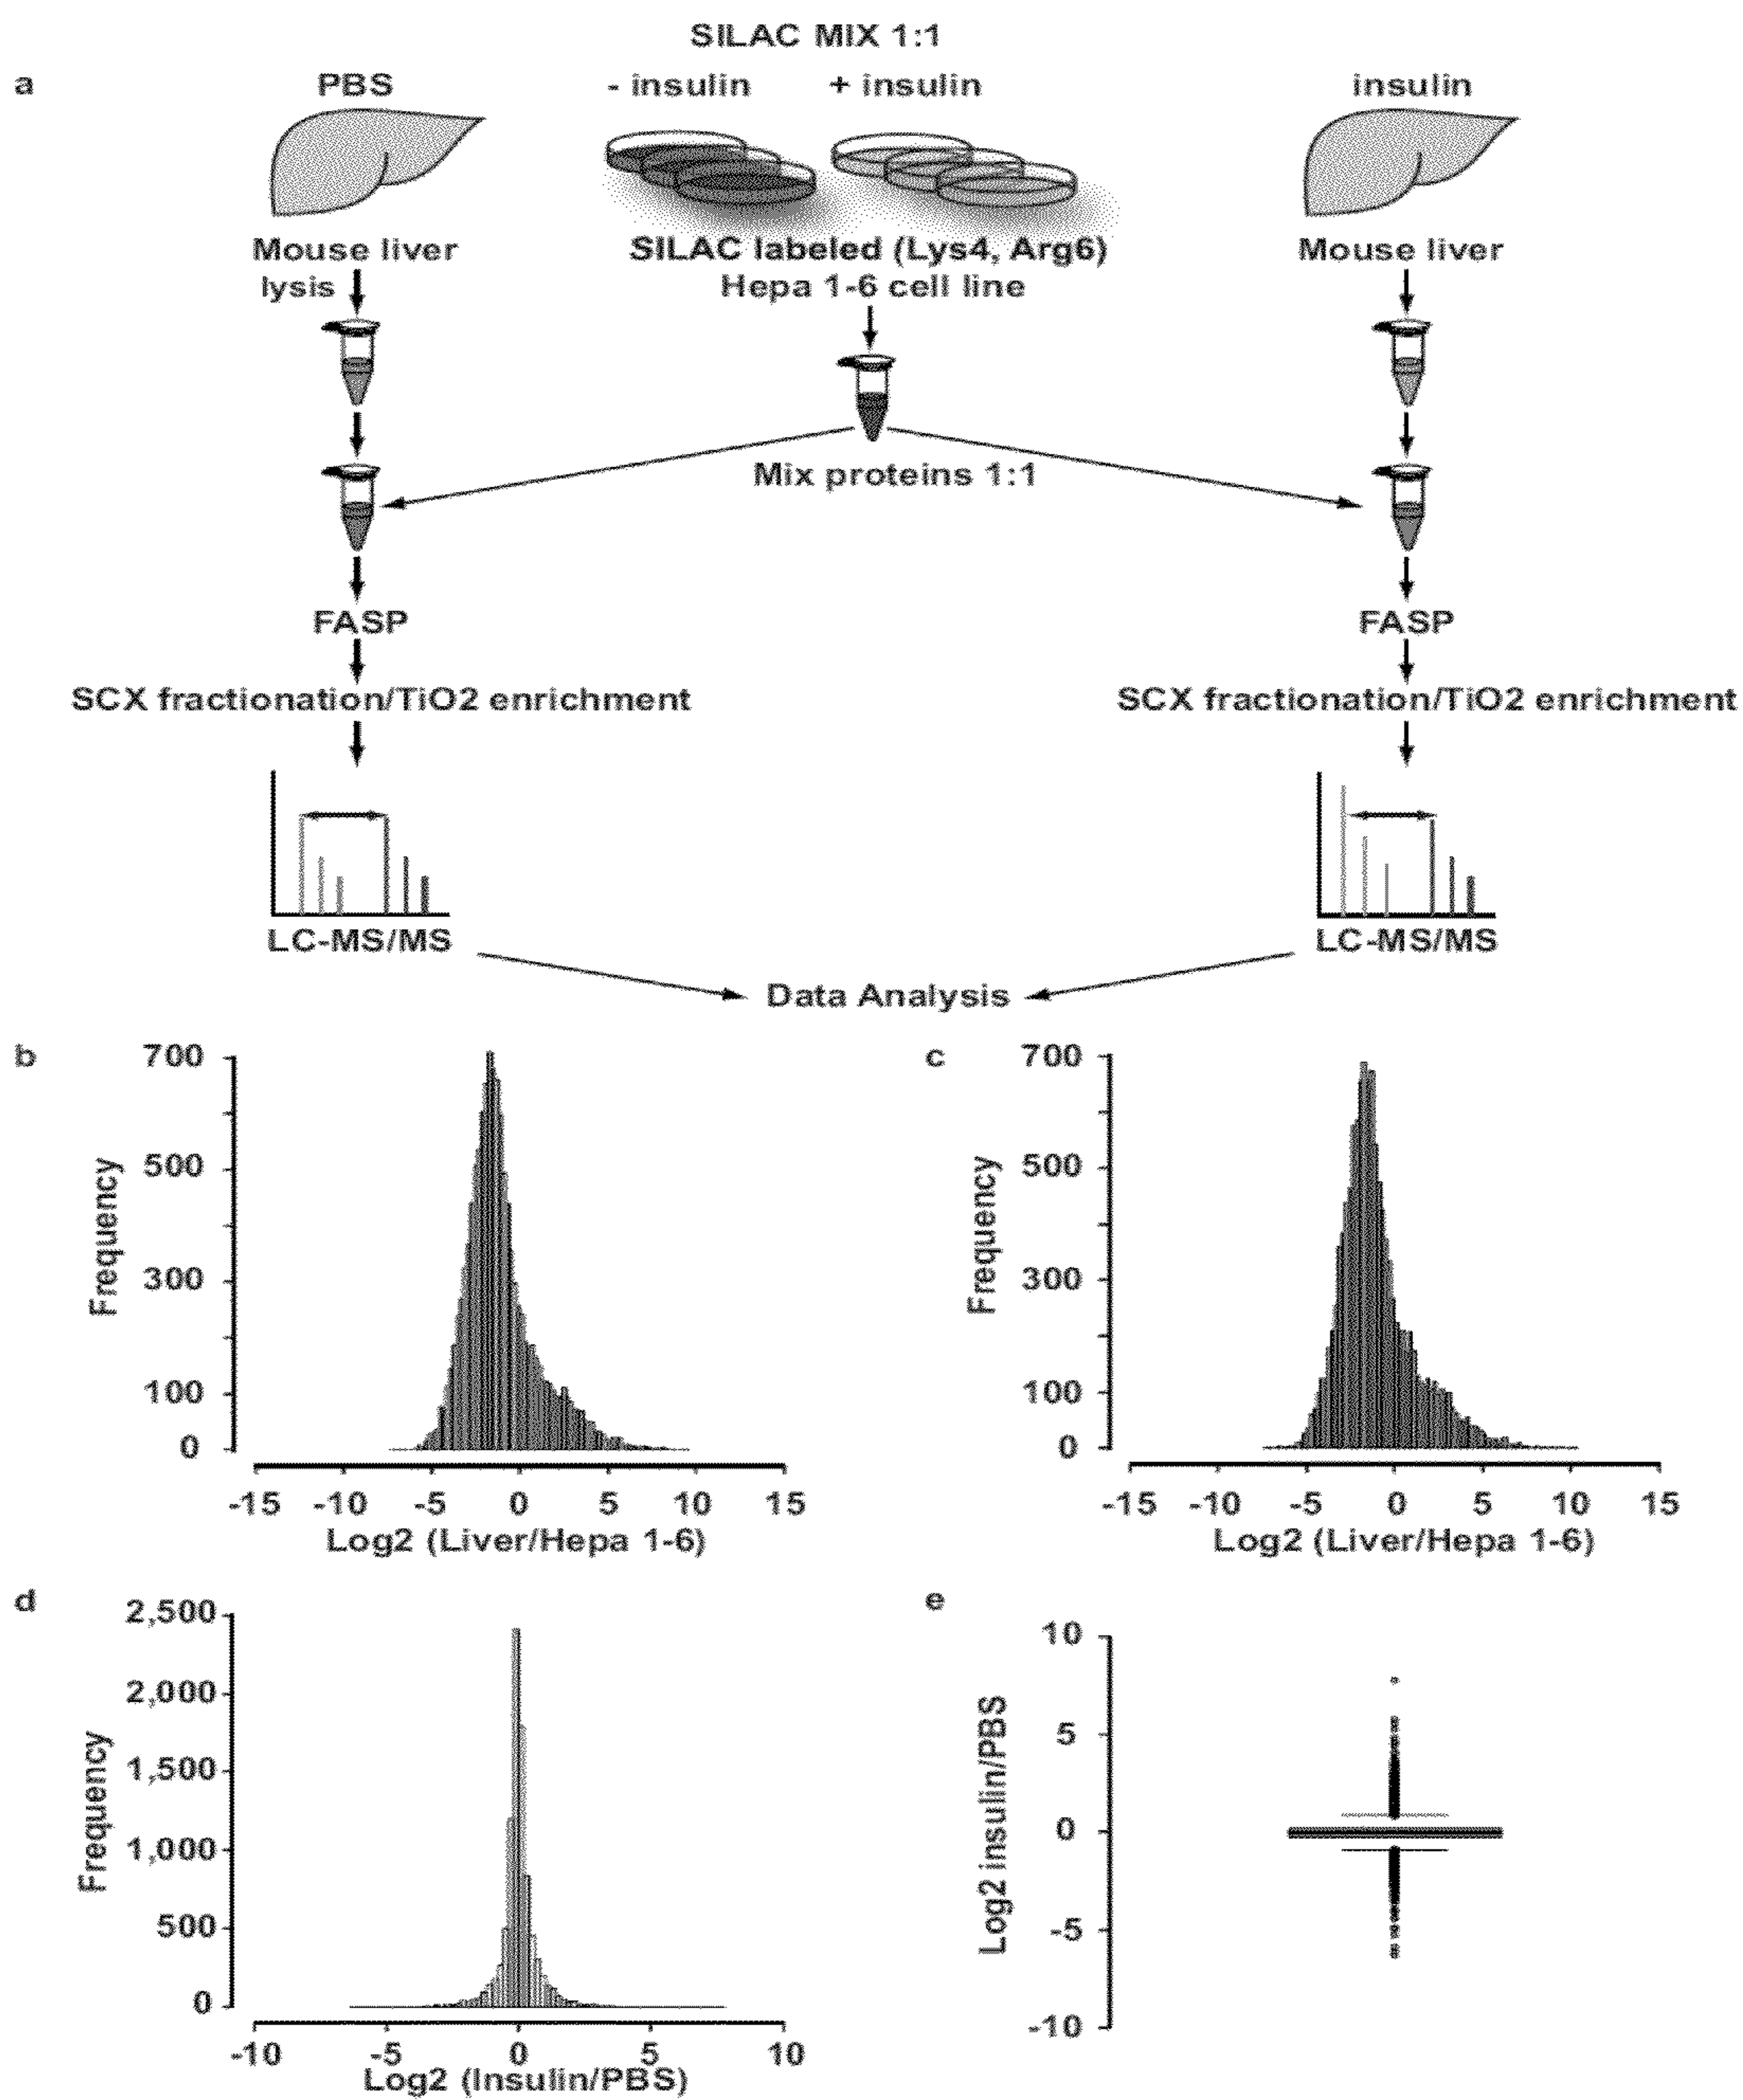 SILAC MIX 1:1
a
PBS
- insulin
+ insulin
insulin
Mouse liver
lysis
SILAC labeled (Lys4, Arg6)
Hepa 1-6 cell line
Mouse liver
Mix proteins 1:1
FASP
FASP
SCX fractionation/TiO2 enrichment
SCX fractionation/TiO2 enrichment
LC-MS/MS
LC-MS/MS
Data Analysis
b
700
500
300
100
0
Frequency
-15 -10 -5 0 5 10 15
Log2 (Liver/Hepa 1-6)
c
700
500
300
100
0
Frequency
-15 -10 -5 0 5 10 15
Log2 (Liver/Hepa 1-6)
d
2,500
2,000
1,500
1,000
500
0
Frequency
-10 -5 0 5 10
Log2 (Insulin/PBS)
e
10
5
0
-5
-10
Log2 insulin/PBS